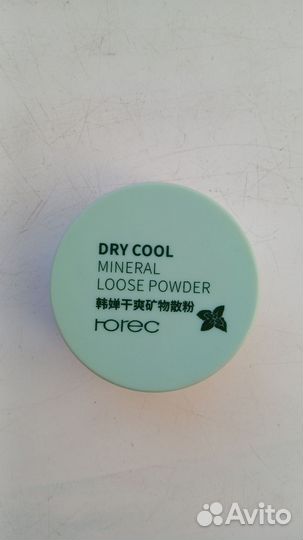 DRY COOL
MINERAL
LOOSE POWDER
韩婵干爽矿物散粉
rorec
Avito